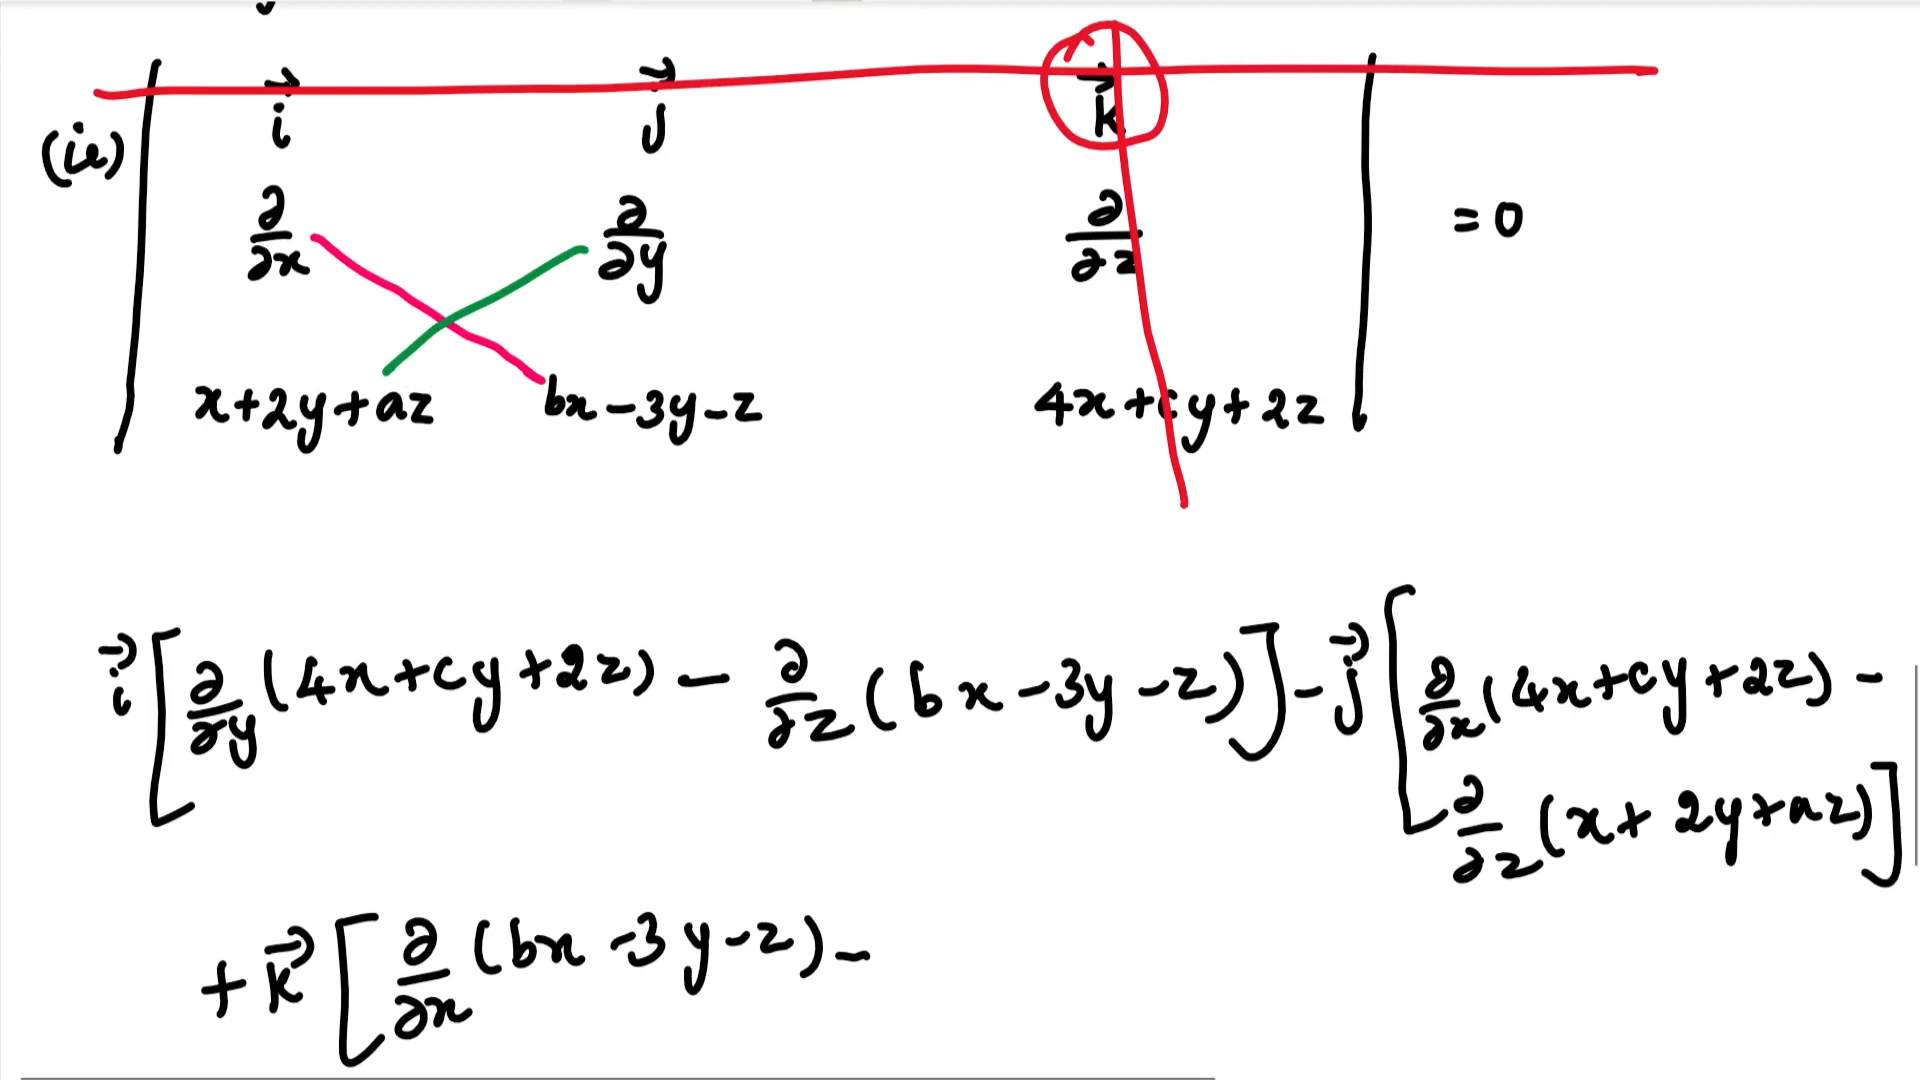 (ie) | i⃗ j⃗ k⃗ |
∂/∂x ∂/∂y ∂/∂z = 0
x+2y+az bx-3y-z 4x+cy+2z
i⃗ [ ∂/∂y (4x+cy+2z) - ∂/∂z (bx-3y-z) ] - j⃗ [ ∂/∂x (4x+cy+2z) -
∂/∂z (x+2y+az) ]
+ k⃗ [ ∂/∂x (bx-3y-z) -